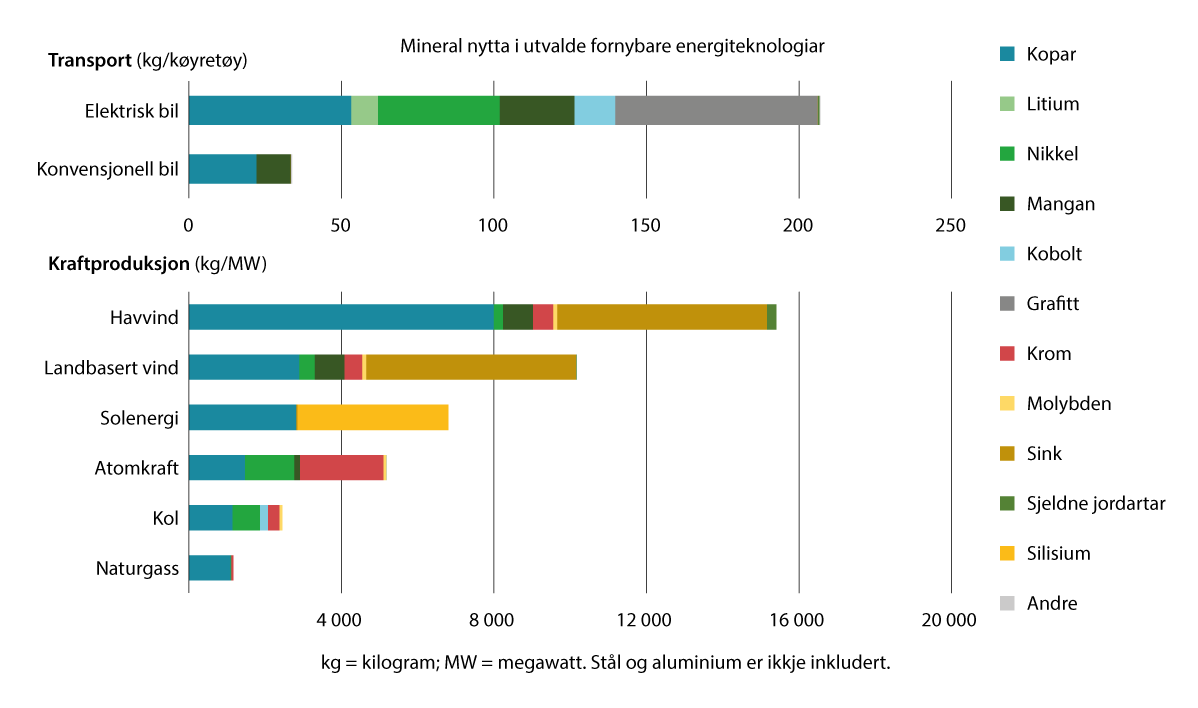 Mineral nytta i utvalde fornybare energiteknologiar
Transport (kg/køyretøy)
Elektrisk bil
Konvensjonell bil
0 50 100 150 200 250
Kraftproduksjon (kg/MW)
Havvind
Landbasert vind
Solenergi
Atomkraft
Kol
Naturgass
4 000 8 000 12 000 16 000 20 000
kg = kilogram; MW = megawatt. Stål og aluminium er ikkje inkludert.
Kopar
Litium
Nikkel
Mangan
Kobolt
Grafitt
Krom
Molybden
Sink
Sjeldne jordartar
Silisium
Andre